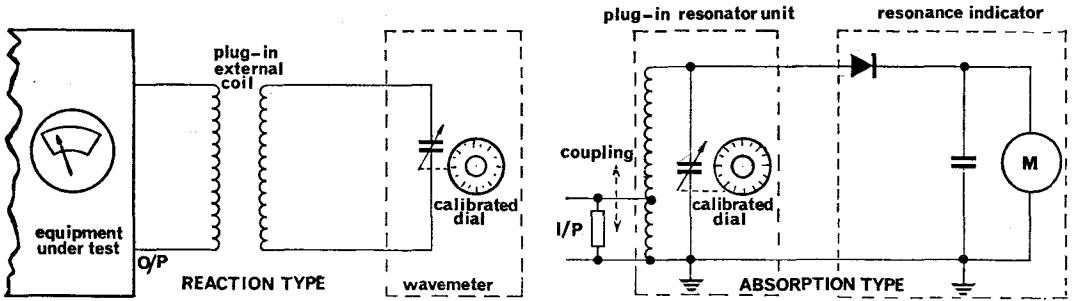 plug-in
external
coil
equipment
under test
O/P
calibrated
dial
REACTION TYPE
wavemeter
plug-in resonator unit
resonance indicator
coupling
I/P
calibrated
dial
M
ABSORPTION TYPE